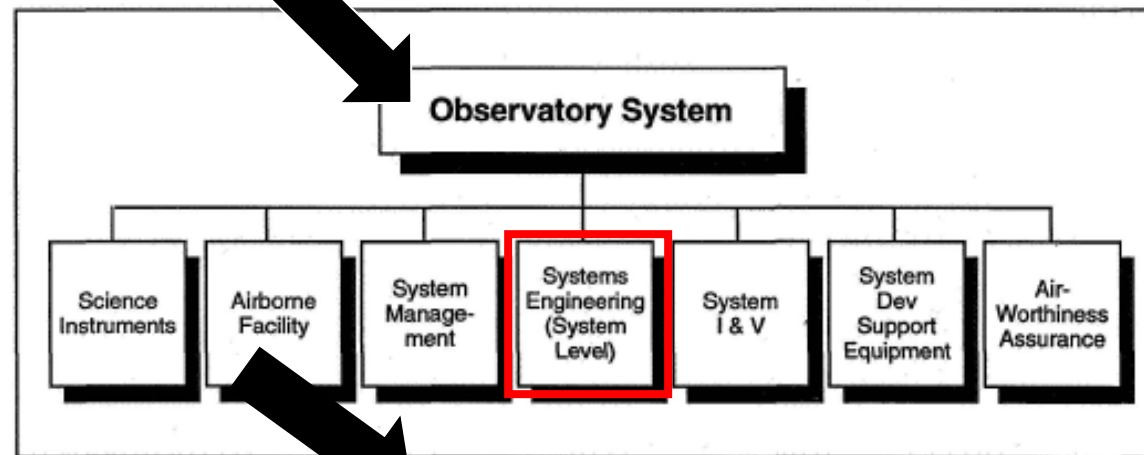 Observatory System
Science
Instruments
Airborne
Facility
System
Manage-
ment
Systems
Engineering
(System
Level)
System
I & V
System
Dev
Support
Equipment
Air-
Worthiness
Assurance